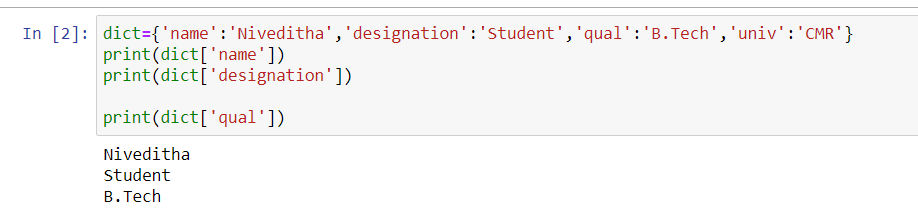 In [2]: dict={'name':'Niveditha','designation':'Student','qual':'B.Tech','univ':'CMR'}
print(dict['name'])
print(dict['designation'])
print(dict['qual'])
Niveditha
Student
B.Tech